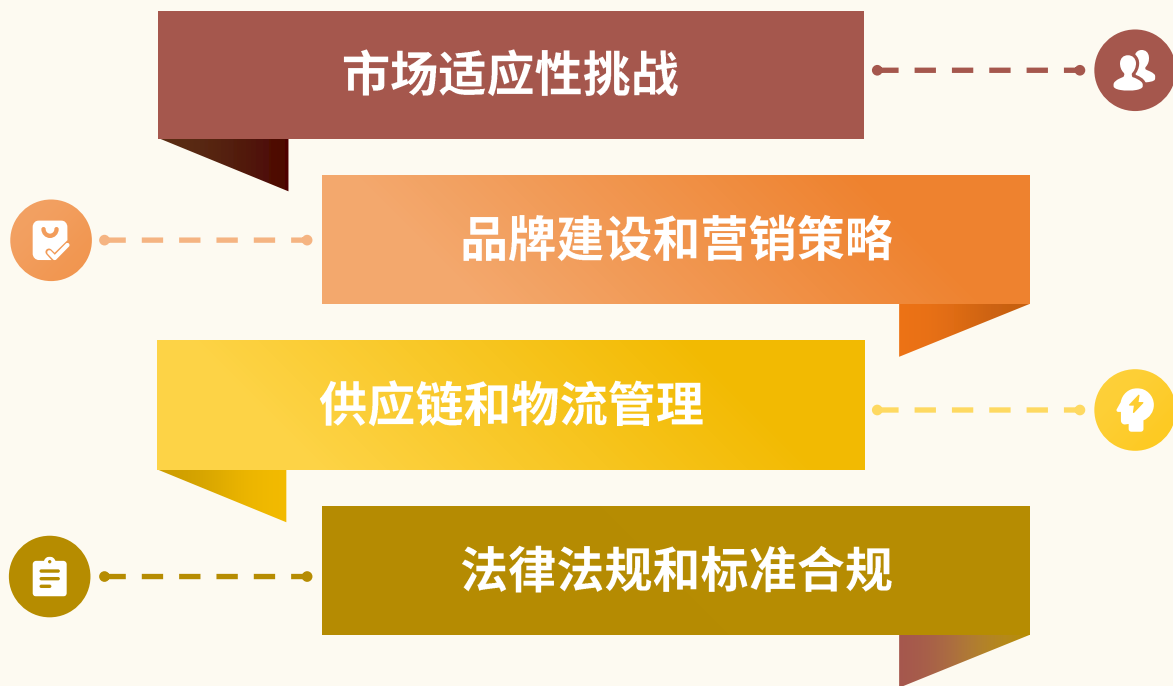 市场适应性挑战
品牌建设和营销策略
供应链和物流管理
法律法规和标准合规